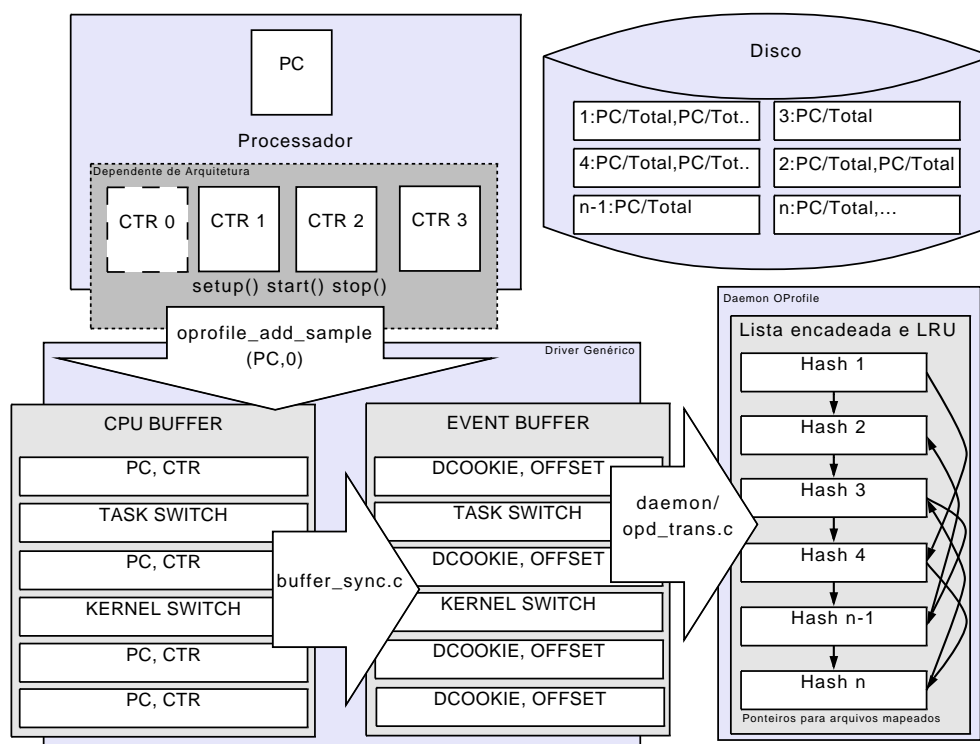 PC
Processador
Dependente de Arquitetura
CTR 0
CTR 1
CTR 2
CTR 3
setup() start() stop()
Disco
1:PC/Total,PC/Tot..
3:PC/Total
4:PC/Total,PC/Tot..
2:PC/Total,PC/Total
n-1:PC/Total
n:PC/Total,...
oprofile_add_sample
(PC,0)
Driver Genérico
CPU BUFFER
PC, CTR
TASK SWITCH
PC, CTR
KERNEL SWITCH
PC, CTR
PC, CTR
buffer_sync.c
EVENT BUFFER
DCOOKIE, OFFSET
TASK SWITCH
DCOOKIE, OFFSET
KERNEL SWITCH
DCOOKIE, OFFSET
DCOOKIE, OFFSET
daemon/
opd_trans.c
Daemon OProfile
Lista encadeada e LRU
Hash 1
Hash 2
Hash 3
Hash 4
Hash n-1
Hash n
Ponteiros para arquivos mapeados